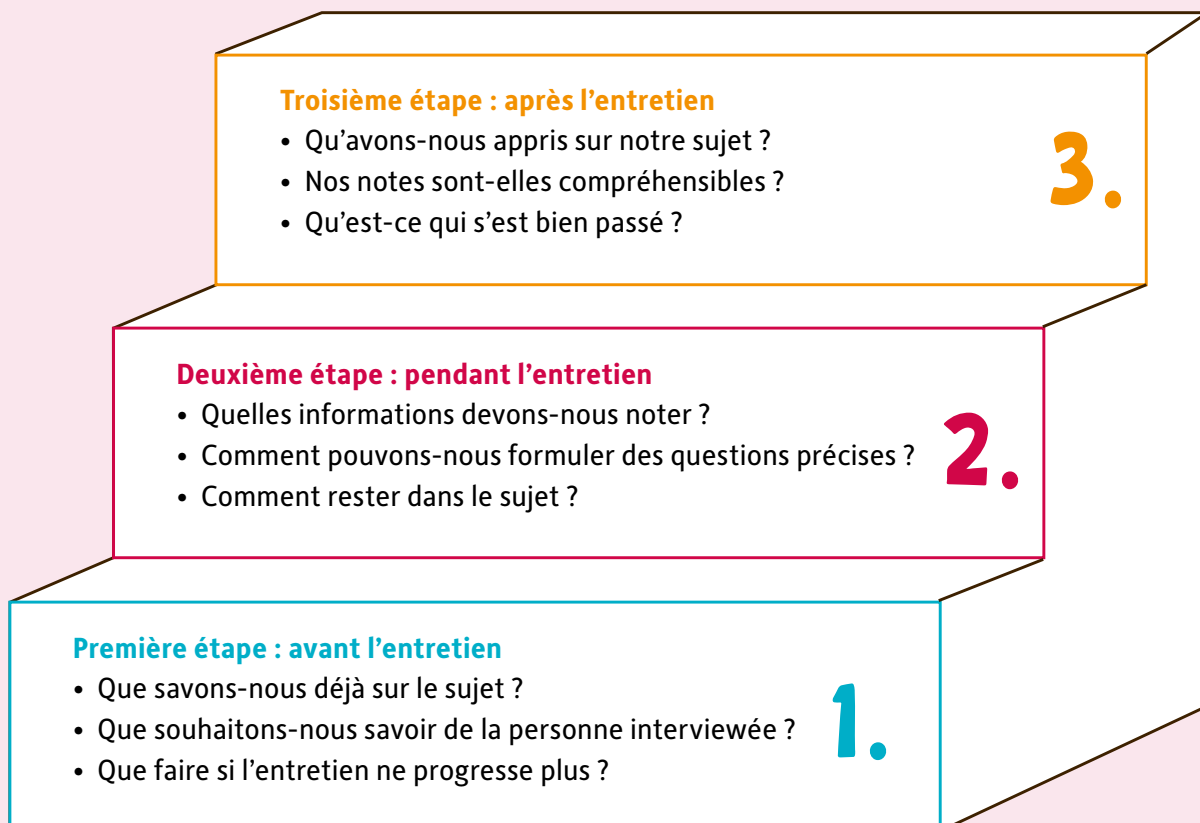 Troisième étape : après l’entretien
• Qu’avons-nous appris sur notre sujet ?
• Nos notes sont-elles compréhensibles ?
• Qu’est-ce qui s’est bien passé ?
3.
Deuxième étape : pendant l’entretien
• Quelles informations devons-nous noter ?
• Comment pouvons-nous formuler des questions précises ?
• Comment rester dans le sujet ?
2.
Première étape : avant l’entretien
• Que savons-nous déjà sur le sujet ?
• Que souhaitons-nous savoir de la personne interviewée ?
• Que faire si l’entretien ne progresse plus ?
1.